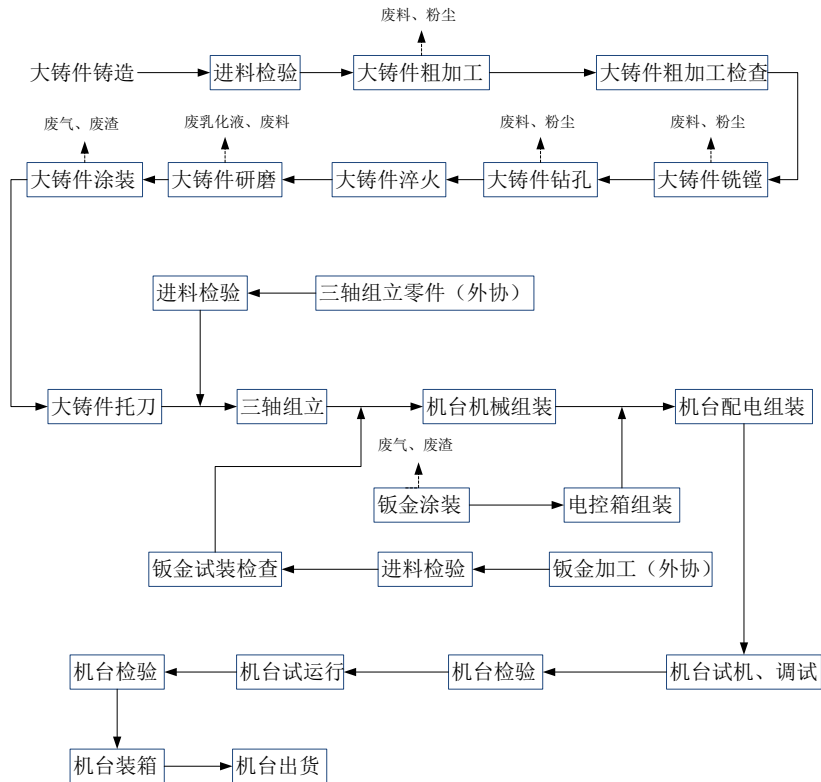 废料、粉尘
大铸件铸造
进料检验
大铸件粗加工
大铸件粗加工检查
废气、废渣
废乳化液、废料
废料、粉尘
废料、粉尘
大铸件涂装
大铸件研磨
大铸件淬火
大铸件钻孔
大铸件铣镗
进料检验
三轴组立零件（外协）
大铸件托刀
三轴组立
机台机械组装
机台配电组装
废气、废渣
钣金涂装
电控箱组装
钣金试装检查
进料检验
钣金加工（外协）
机台检验
机台试运行
机台检验
机台试机、调试
机台装箱
机台出货